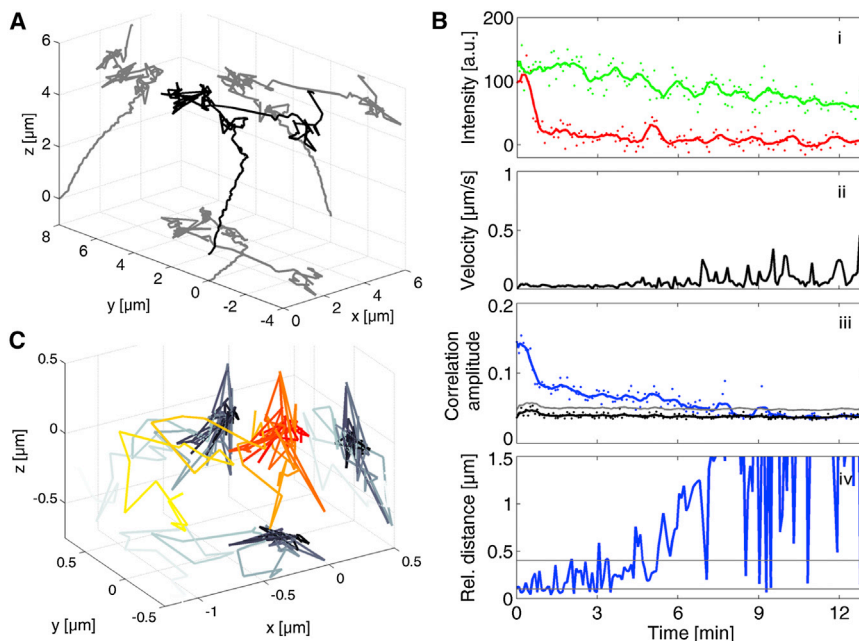 A
6
4
2
0
z [µm]
8
6
4
2
0
-2
-4
y [µm]
0
2
4
6
x [µm]
B
i
200
100
0
Intensity [a.u.]
ii
1
0.5
0
Velocity [µm/s]
iii
0.2
0.1
0
Correlation
amplitude
iv
1.5
1
0.5
0
Rel. distance [µm]
0
3
6
9
12
Time [min]
C
0.5
0
-0.5
z [µm]
0.5
0
-0.5
y [µm]
-1
-0.5
0
0.5
x [µm]